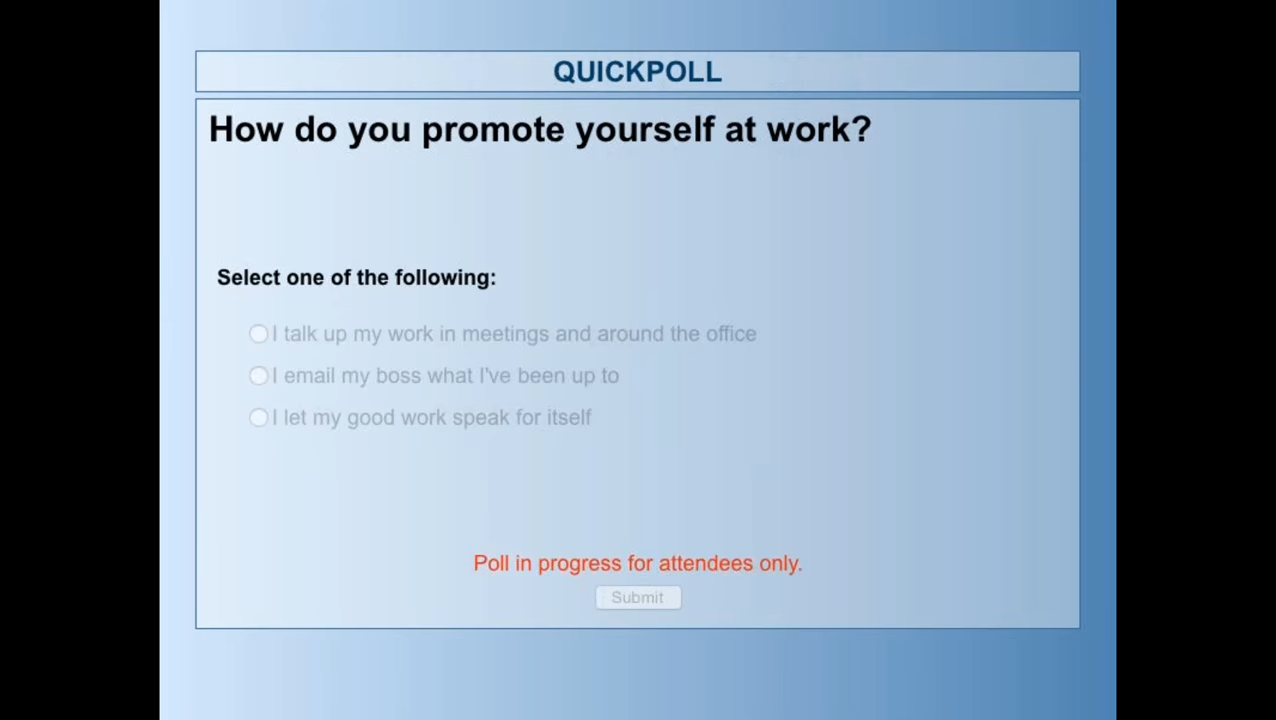 QUICKPOLL
How do you promote yourself at work?
Select one of the following:
I talk up my work in meetings and around the office
I email my boss what I've been up to
I let my good work speak for itself
Poll in progress for attendees only.
Submit